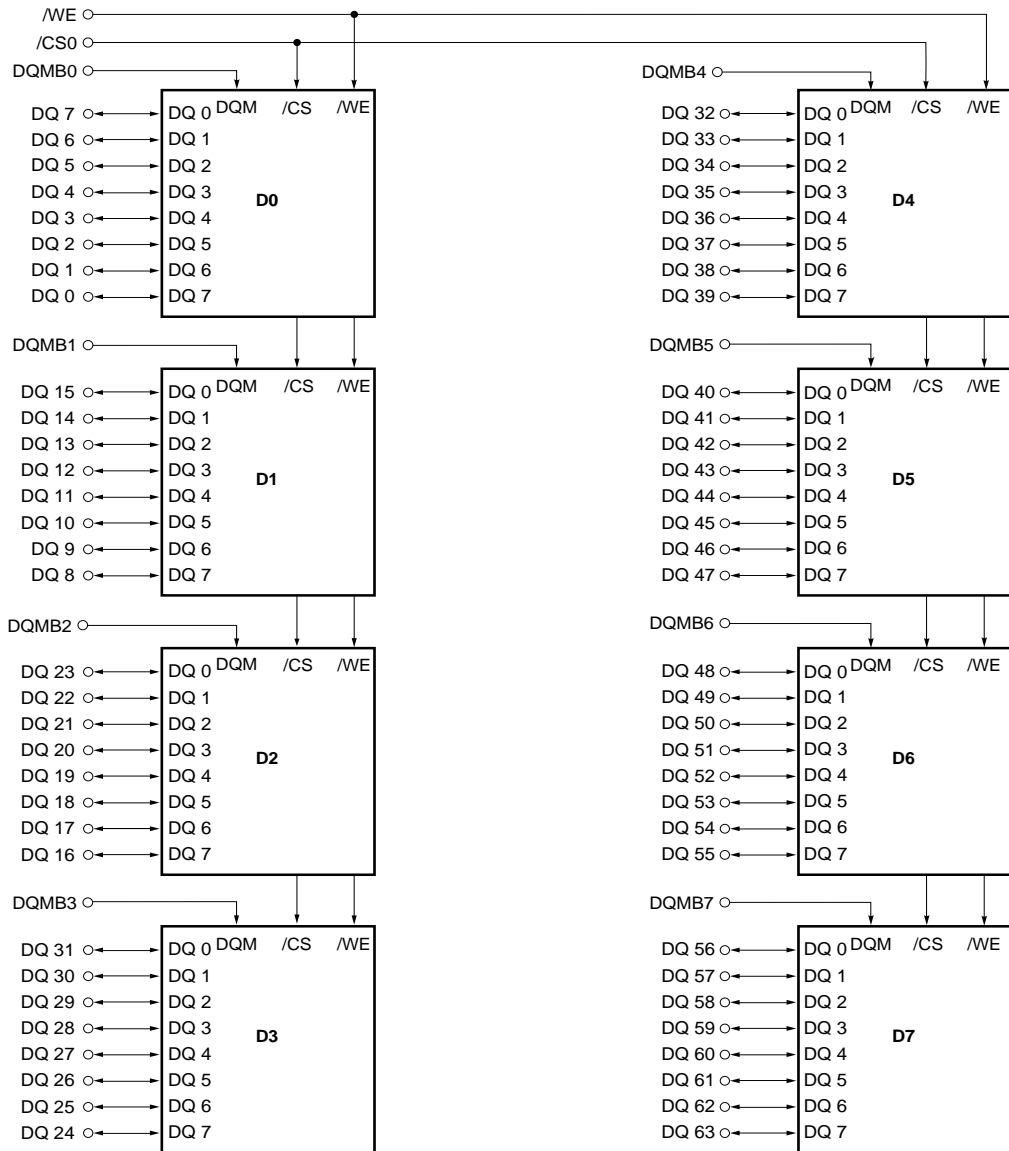 /WE
/CS0
DQMB0
DQM /CS /WE
DQ 7 DQ 0
DQ 6 DQ 1
DQ 5 DQ 2
DQ 4 DQ 3
D0
DQ 3 DQ 4
DQ 2 DQ 5
DQ 1 DQ 6
DQ 0 DQ 7
DQMB1
DQM /CS /WE
DQ 15 DQ 0
DQ 14 DQ 1
DQ 13 DQ 2
DQ 12 DQ 3
D1
DQ 11 DQ 4
DQ 10 DQ 5
DQ 9 DQ 6
DQ 8 DQ 7
DQMB2
DQM /CS /WE
DQ 23 DQ 0
DQ 22 DQ 1
DQ 21 DQ 2
DQ 20 DQ 3
D2
DQ 19 DQ 4
DQ 18 DQ 5
DQ 17 DQ 6
DQ 16 DQ 7
DQMB3
DQM /CS /WE
DQ 31 DQ 0
DQ 30 DQ 1
DQ 29 DQ 2
DQ 28 DQ 3
D3
DQ 27 DQ 4
DQ 26 DQ 5
DQ 25 DQ 6
DQ 24 DQ 7
DQMB4
DQM /CS /WE
DQ 32 DQ 0
DQ 33 DQ 1
DQ 34 DQ 2
DQ 35 DQ 3
D4
DQ 36 DQ 4
DQ 37 DQ 5
DQ 38 DQ 6
DQ 39 DQ 7
DQMB5
DQM /CS /WE
DQ 40 DQ 0
DQ 41 DQ 1
DQ 42 DQ 2
DQ 43 DQ 3
D5
DQ 44 DQ 4
DQ 45 DQ 5
DQ 46 DQ 6
DQ 47 DQ 7
DQMB6
DQM /CS /WE
DQ 48 DQ 0
DQ 49 DQ 1
DQ 50 DQ 2
DQ 51 DQ 3
D6
DQ 52 DQ 4
DQ 53 DQ 5
DQ 54 DQ 6
DQ 55 DQ 7
DQMB7
DQM /CS /WE
DQ 56 DQ 0
DQ 57 DQ 1
DQ 58 DQ 2
DQ 59 DQ 3
D7
DQ 60 DQ 4
DQ 61 DQ 5
DQ 62 DQ 6
DQ 63 DQ 7